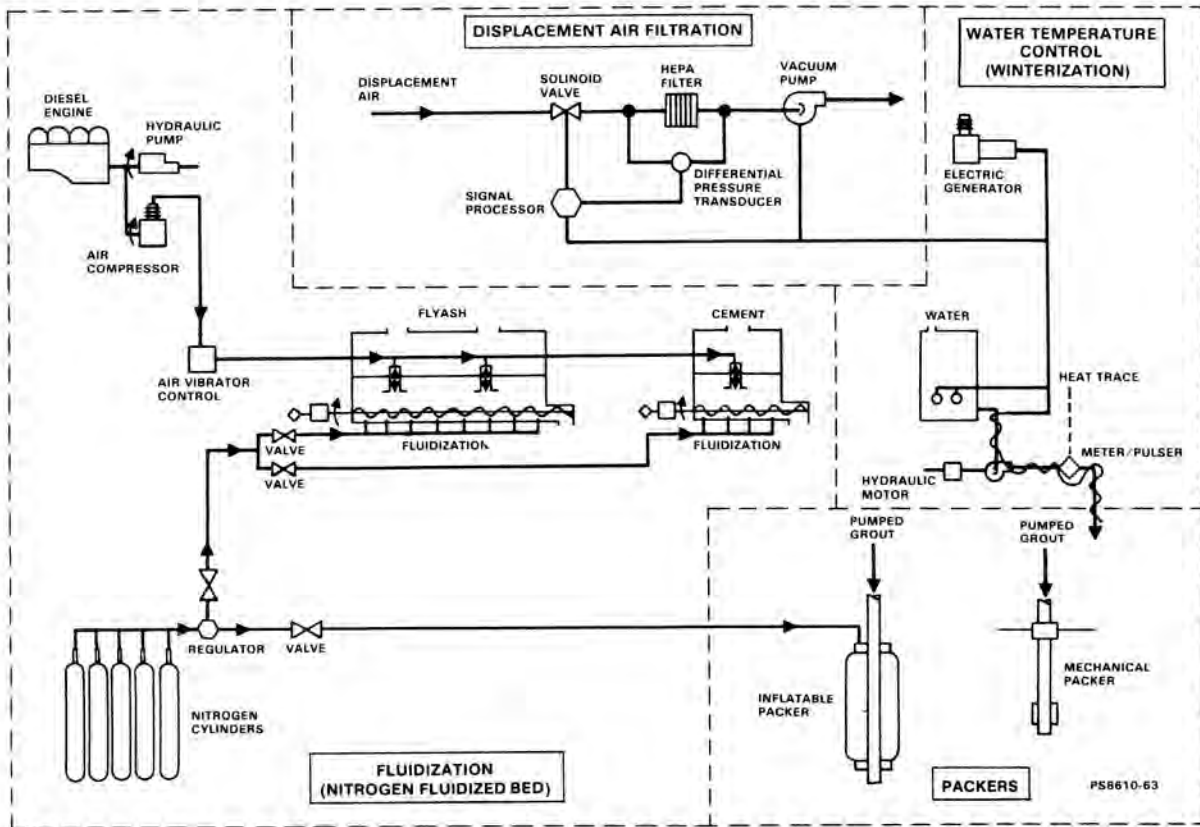 DISPLACEMENT AIR FILTRATION
WATER TEMPERATURE
CONTROL
(WINTERIZATION)
DIESEL
ENGINE
HYDRAULIC
PUMP
AIR
COMPRESSOR
DISPLACEMENT
AIR
SOLINOID
VALVE
HEPA
FILTER
VACUUM
PUMP
SIGNAL
PROCESSOR
DIFFERENTIAL
PRESSURE
TRANSDUCER
ELECTRIC
GENERATOR
FLYASH
CEMENT
WATER
AIR VIBRATOR
CONTROL
HEAT TRACE
VALVE
FLUIDIZATION
FLUIDIZATION
VALVE
METER/PULSER
HYDRAULIC
MOTOR
PUMPED
GROUT
PUMPED
GROUT
REGULATOR
VALVE
NITROGEN
CYLINDERS
INFLATABLE
PACKER
MECHANICAL
PACKER
FLUIDIZATION
(NITROGEN FLUIDIZED BED)
PACKERS
PS8610-63